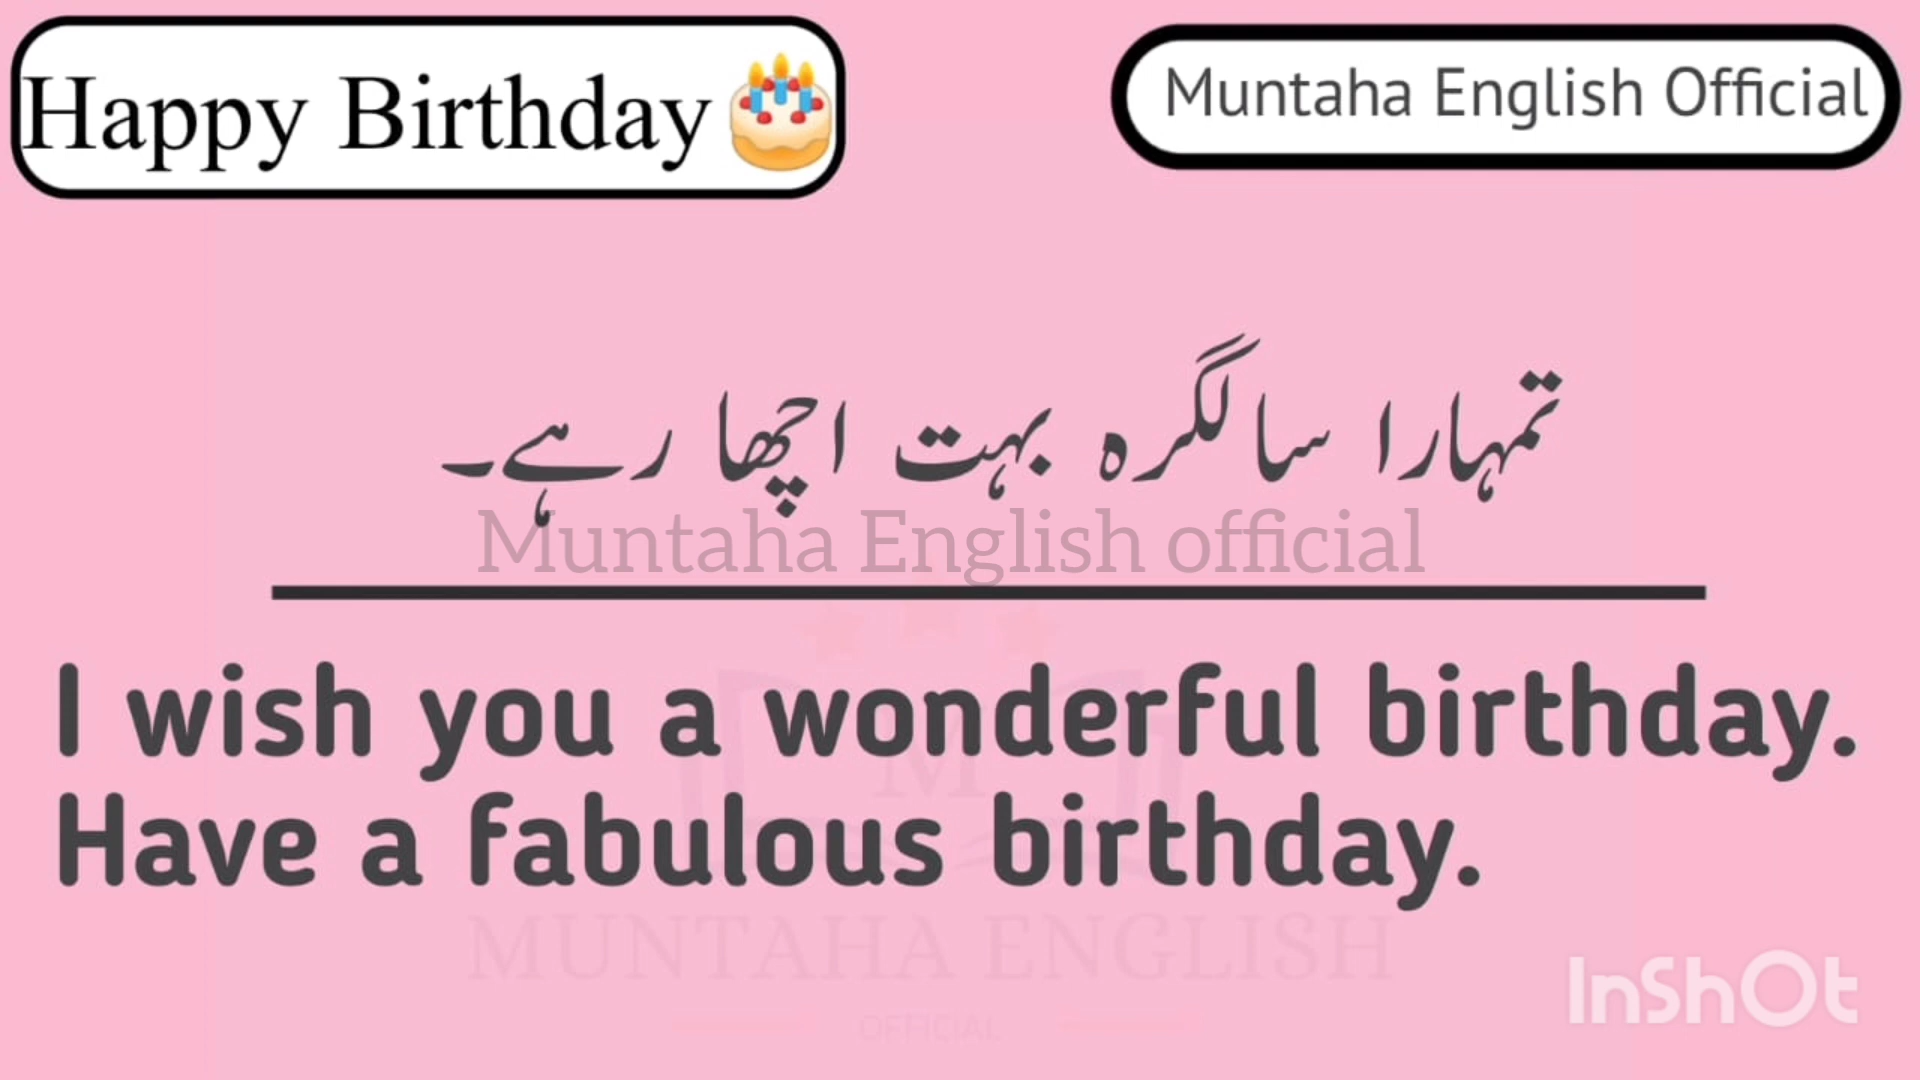 Happy Birthday🎂
Muntaha English Official
تمہارا سالگرہ بہت اچھا رہے۔
Muntaha English official
I wish you a wonderful birthday.
Have a fabulous birthday.
M
MUNTAHA ENGLISH
OFFICIAL
InShOt